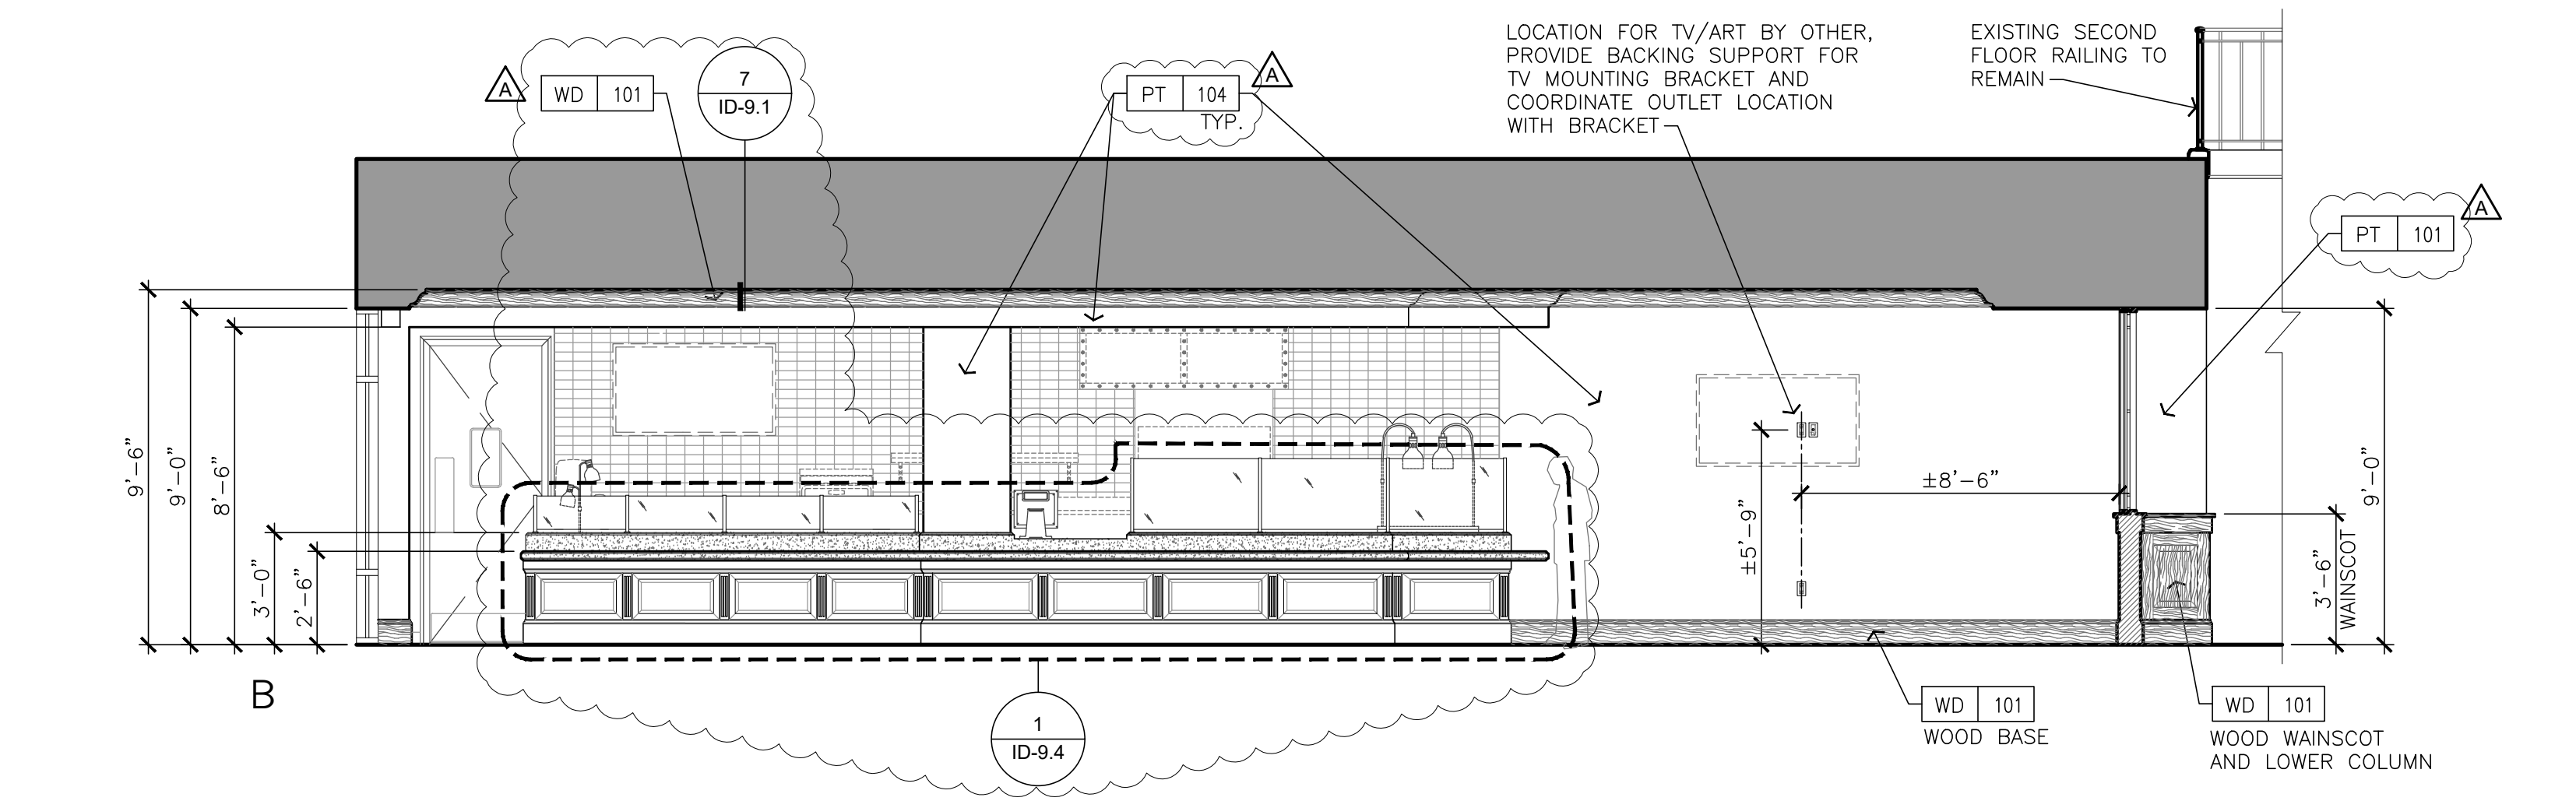 LOCATION FOR TV/ART BY OTHER,
PROVIDE BACKING SUPPORT FOR
TV MOUNTING BRACKET AND
COORDINATE OUTLET LOCATION
WITH BRACKET
EXISTING SECOND
FLOOR RAILING TO
REMAIN
A
WD 101
7
ID-9.1
PT 104
TYP.
A
PT 101
A
9'-6"
9'-0"
8'-6"
3'-0"
2'-6"
±5'-9"
±8'-6"
3'-6"
WAINSCOT
9'-0"
B
1
ID-9.4
WD 101
WOOD BASE
WD 101
WOOD WAINSCOT
AND LOWER COLUMN